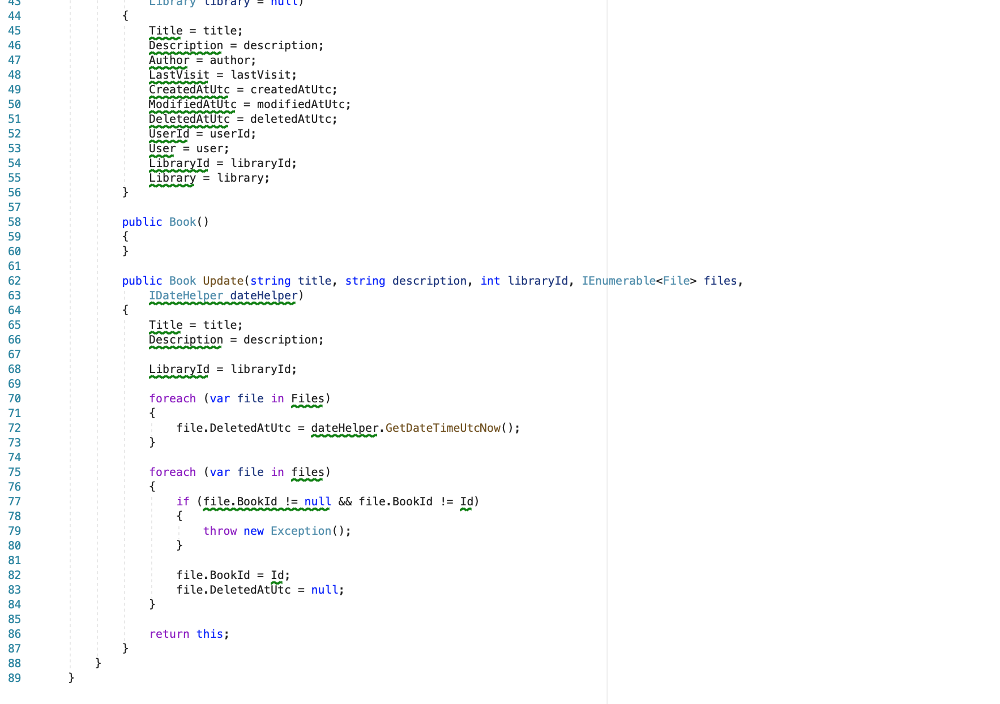 43                    Library library = null)
44                {
45                    Title = title;
46                    Description = description;
47                    Author = author;
48                    LastVisit = lastVisit;
49                    CreatedAtUtc = createdAtUtc;
50                    ModifiedAtUtc = modifiedAtUtc;
51                    DeletedAtUtc = deletedAtUtc;
52                    UserId = userId;
53                    User = user;
54                    LibraryId = libraryId;
55                    Library = library;
56                }
57
58                public Book()
59                {
60                }
61
62                public Book Update(string title, string description, int libraryId, IEnumerable<File> files,
63                    IDateHelper dateHelper)
64                {
65                    Title = title;
66                    Description = description;
67
68                    LibraryId = libraryId;
69
70                    foreach (var file in Files)
71                    {
72                        file.DeletedAtUtc = dateHelper.GetDateTimeUtcNow();
73                    }
74
75                    foreach (var file in files)
76                    {
77                        if (file.BookId != null && file.BookId != Id)
78                        {
79                            throw new Exception();
80                        }
81
82                        file.BookId = Id;
83                        file.DeletedAtUtc = null;
84                    }
85
86                    return this;
87                }
88            }
89        }